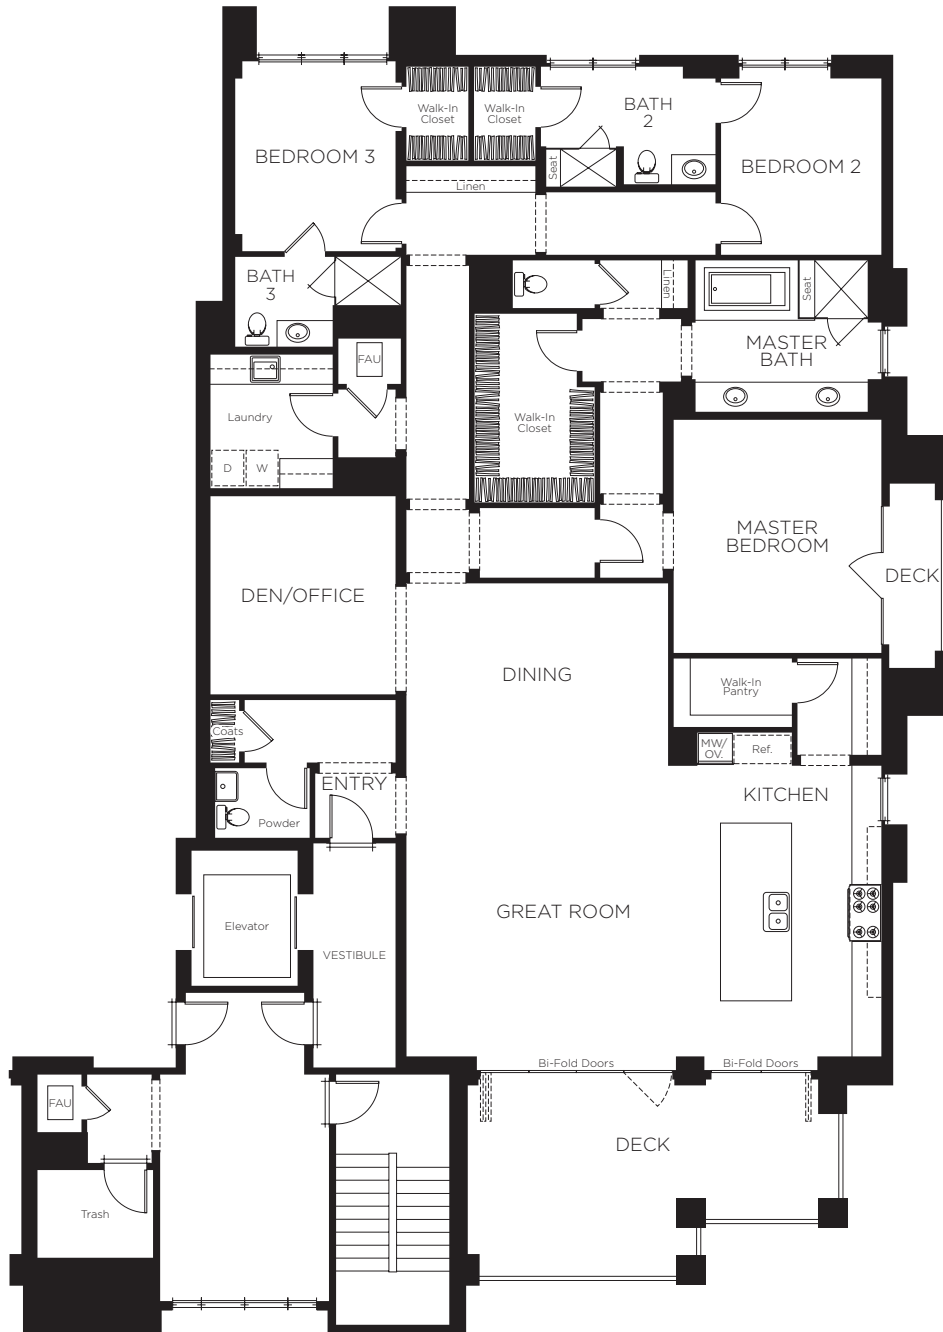 BATH
2
Walk-In
Closet
Walk-In
Closet
BEDROOM 3
Seat
BEDROOM 2
Linen
BATH
3
Linen
Seat
MASTER
BATH
FAU
Laundry
Walk-In
Closet
D
W
MASTER
BEDROOM
DECK
DEN/OFFICE
DINING
Walk-In
Pantry
Coats
MW/
OV.
Ref.
ENTRY
KITCHEN
Powder
GREAT ROOM
Elevator
VESTIBULE
Bi-Fold Doors
Bi-Fold Doors
FAU
DECK
Trash